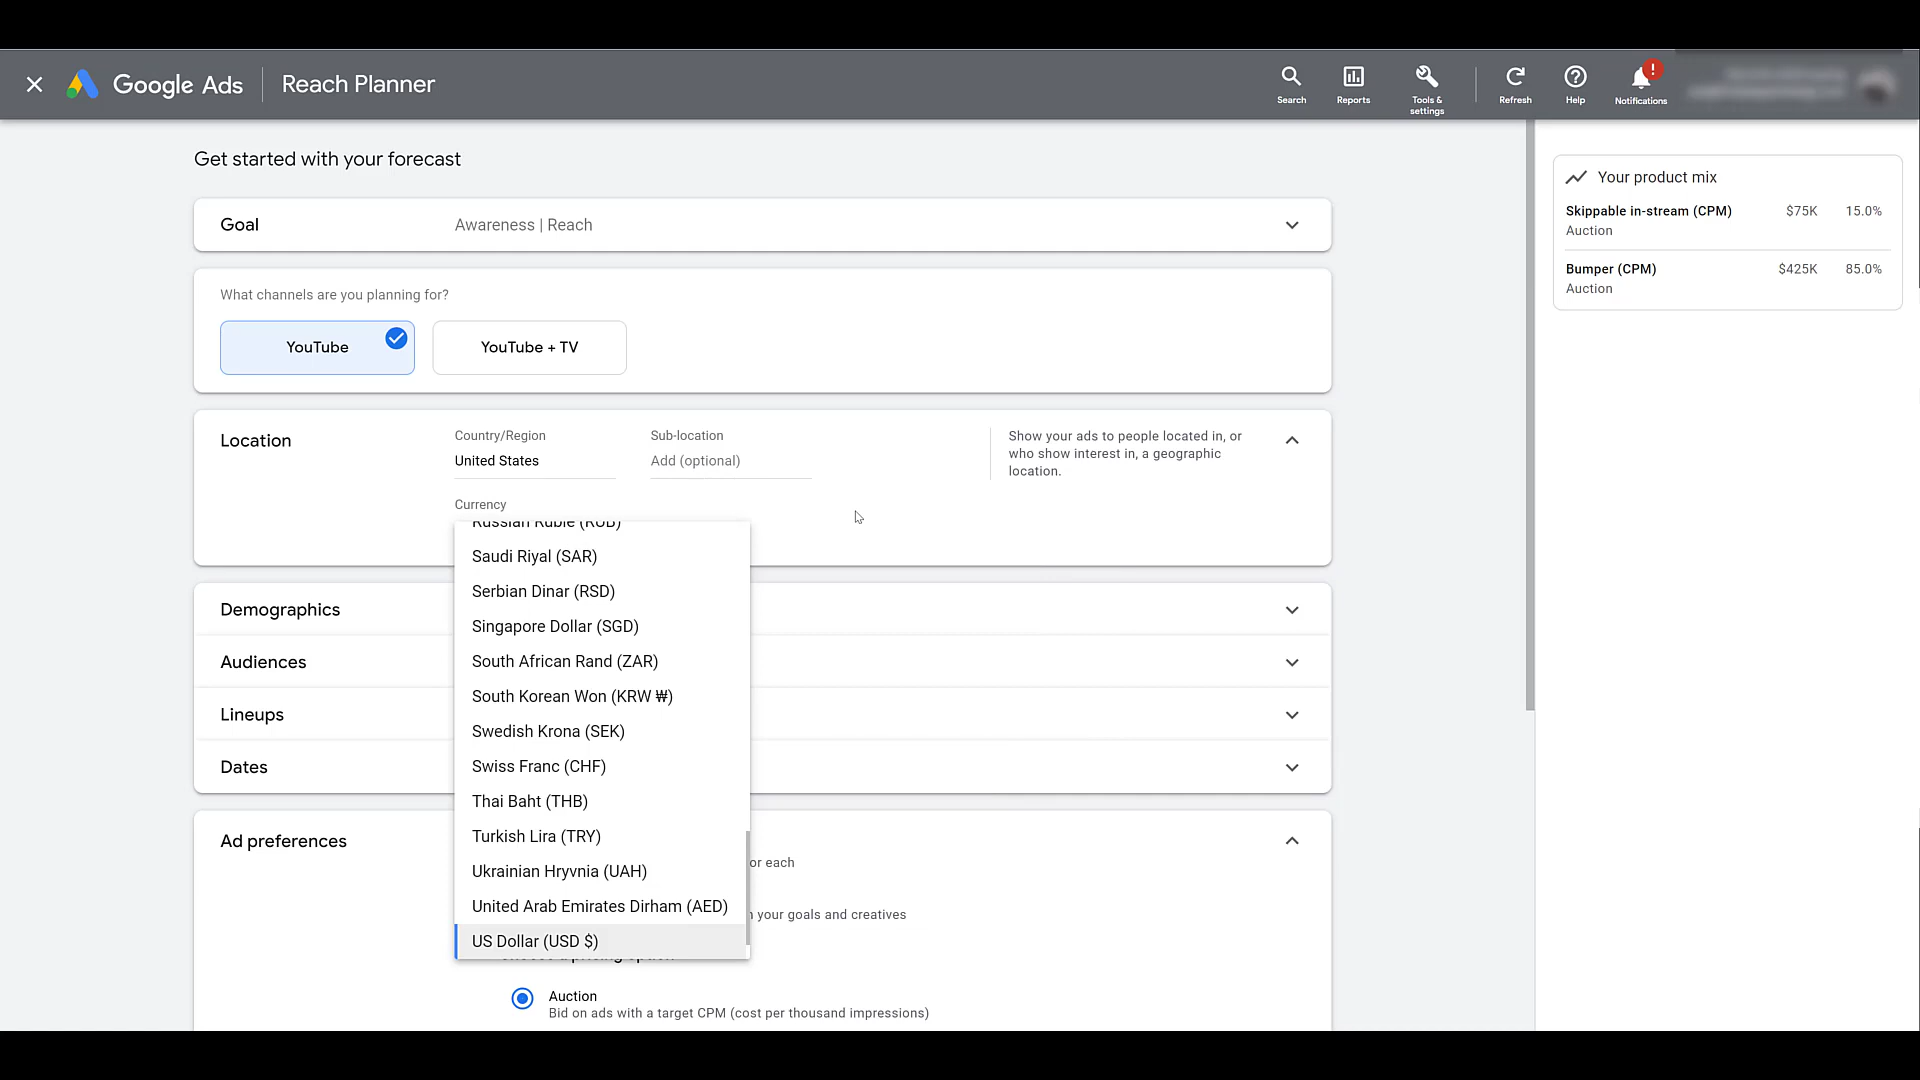 Google Ads
Reach Planner
Search
Reports
Tools &
settings
Refresh
Help
!
Notifications
Get started with your forecast
Goal
Awareness | Reach
What channels are you planning for?
YouTube
YouTube + TV
Location
Country/Region
United States
Sub-location
Add (optional)
Show your ads to people located in, or
who show interest in, a geographic
location.
Currency
Russian Ruble (RUB)
Saudi Riyal (SAR)
Serbian Dinar (RSD)
Singapore Dollar (SGD)
South African Rand (ZAR)
South Korean Won (KRW ₩)
Swedish Krona (SEK)
Swiss Franc (CHF)
Thai Baht (THB)
Turkish Lira (TRY)
Ukrainian Hryvnia (UAH)
United Arab Emirates Dirham (AED)
US Dollar (USD $)
Demographics
Audiences
Lineups
Dates
Ad preferences
or each
your goals and creatives
Auction
Bid on ads with a target CPM (cost per thousand impressions)
Your product mix
Skippable in-stream (CPM)
$75K
15.0%
Auction
Bumper (CPM)
$425K
85.0%
Auction